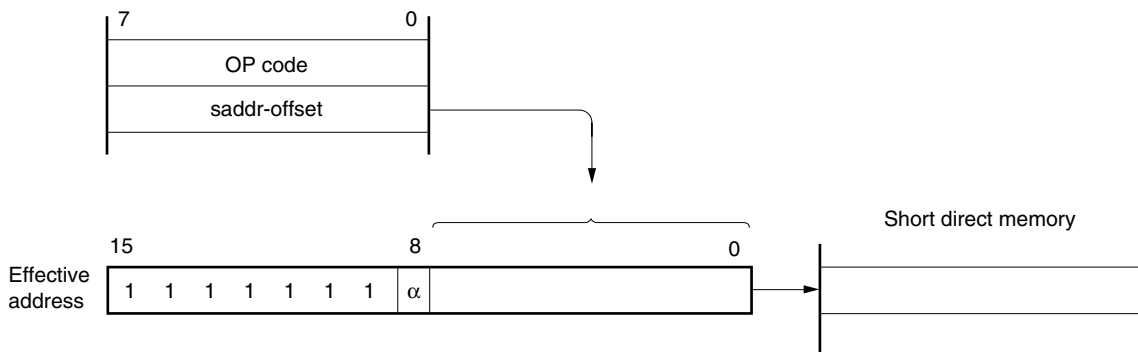 7 0
OP code
saddr-offset
Short direct memory
15 8 0
Effective
address
1 1 1 1 1 1 1 α